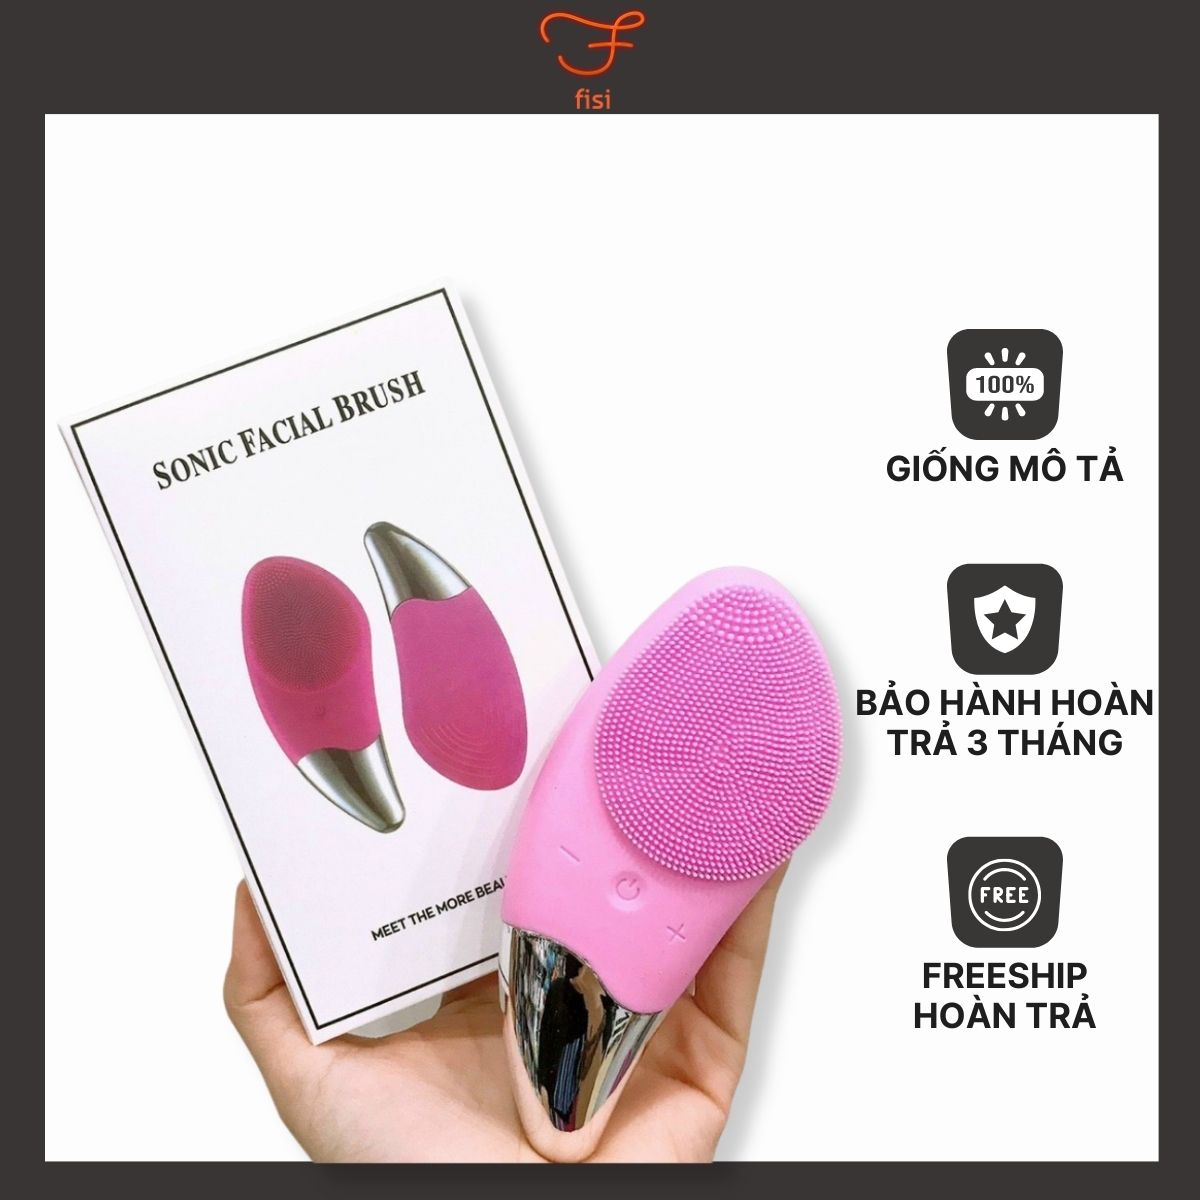 fisi
SONIC FACIAL BRUSH
MEET THE MORE
100%
GIỐNG MÔ TẢ
BẢO HÀNH HOÀN
TRẢ 3 THÁNG
FREE
FREESHIP
HOÀN TRẢ